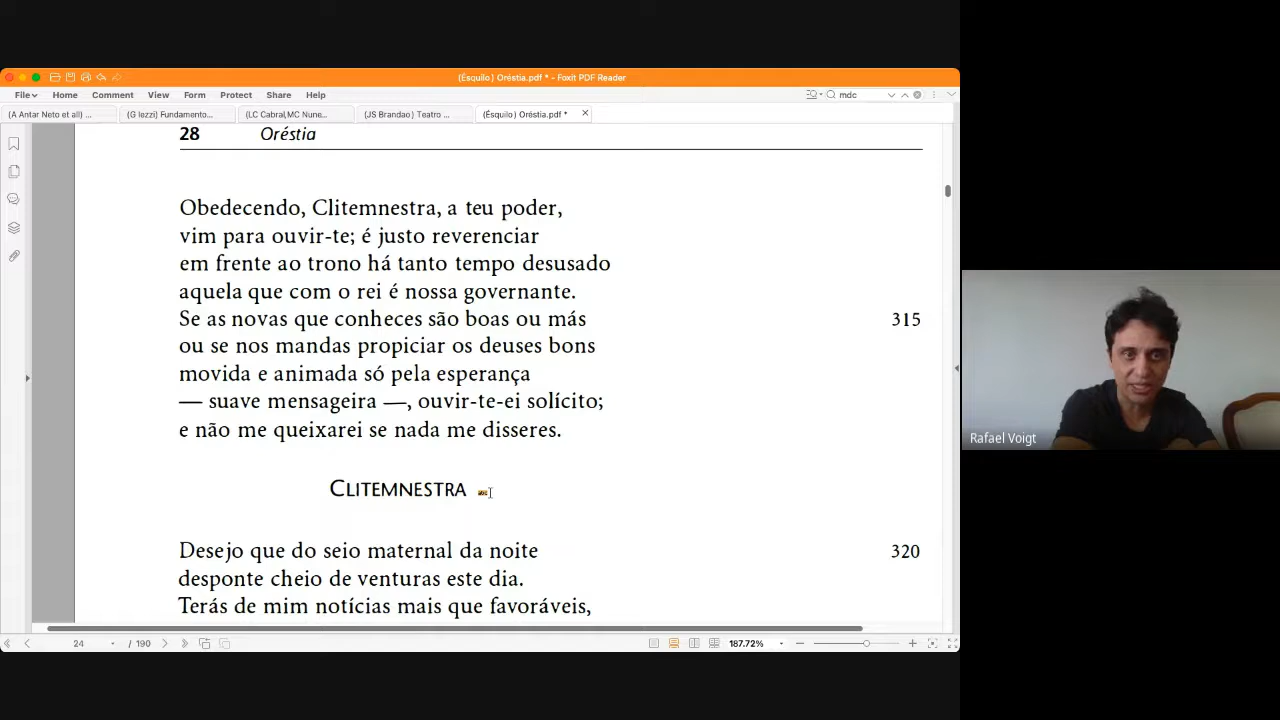 (Ésquilo) Oréstia.pdf * - Foxit PDF Reader
File Home Comment View Form Protect Share Help
mdc
(A Antar Neto et all) ...
(G Iezzi) Fundamento...
(LC Cabral,MC Nune...
(JS Brandao) Teatro ...
(Ésquilo) Oréstia.pdf *
28 Oréstia
Obedecendo, Clitemnestra, a teu poder,
vim para ouvir-te; é justo reverenciar
em frente ao trono há tanto tempo desusado
aquela que com o rei é nossa governante.
Se as novas que conheces são boas ou más 315
ou se nos mandas propiciar os deuses bons
movida e animada só pela esperança
— suave mensageira —, ouvir-te-ei solícito;
e não me queixarei se nada me disseres.
CLITEMNESTRA
Desejo que do seio maternal da noite 320
desponte cheio de venturas este dia.
Terás de mim notícias mais que favoráveis,
24 / 190
187.72%
Rafael Voigt